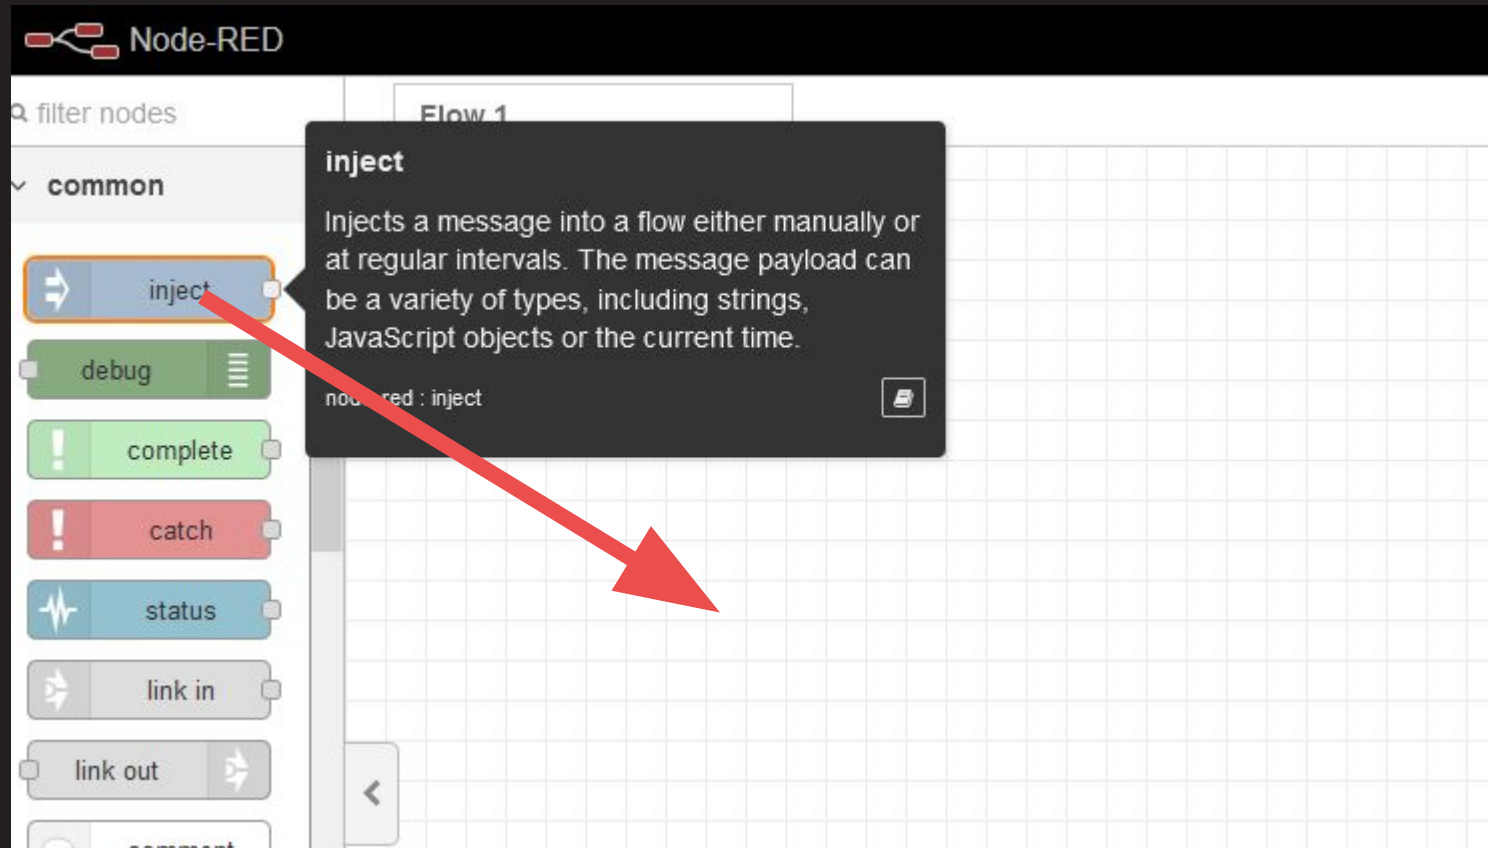 Node-RED
filter nodes
Flow 1
common
inject
Injects a message into a flow either manually or
at regular intervals. The message payload can
be a variety of types, including strings,
JavaScript objects or the current time.
node-red : inject
inject
debug
complete
catch
status
link in
link out
comment